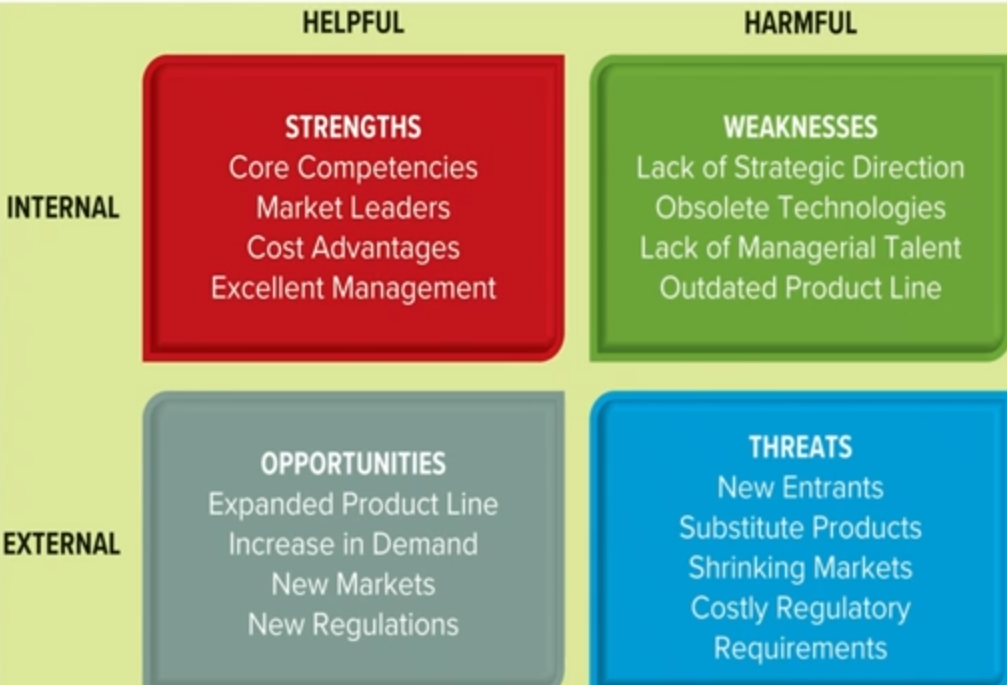 HELPFUL
HARMFUL
INTERNAL
STRENGTHS
Core Competencies
Market Leaders
Cost Advantages
Excellent Management
WEAKNESSES
Lack of Strategic Direction
Obsolete Technologies
Lack of Managerial Talent
Outdated Product Line
EXTERNAL
OPPORTUNITIES
Expanded Product Line
Increase in Demand
New Markets
New Regulations
THREATS
New Entrants
Substitute Products
Shrinking Markets
Costly Regulatory
Requirements